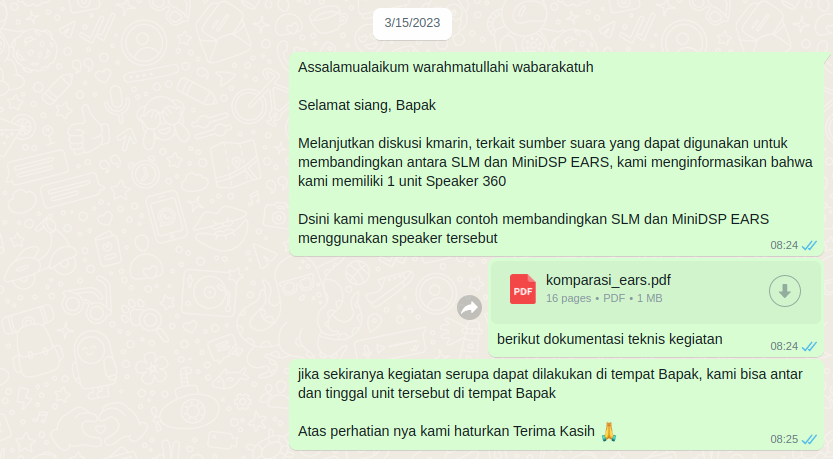 3/15/2023
Assalamualaikum warahmatullahi wabarakatuh
Selamat siang, Bapak
Melanjutkan diskusi kmarin, terkait sumber suara yang dapat digunakan untuk
membandingkan antara SLM dan MiniDSP EARS, kami menginformasikan bahwa
kami memiliki 1 unit Speaker 360
Dsini kami mengusulkan contoh membandingkan SLM dan MiniDSP EARS
menggunakan speaker tersebut
08:24
komparasi_ears.pdf
PDF
16 pages • PDF • 1 MB
berikut dokumentasi teknis kegiatan
08:24
jika sekiranya kegiatan serupa dapat dilakukan di tempat Bapak, kami bisa antar
dan tinggal unit tersebut di tempat Bapak
Atas perhatian nya kami haturkan Terima Kasih 🙏
08:25